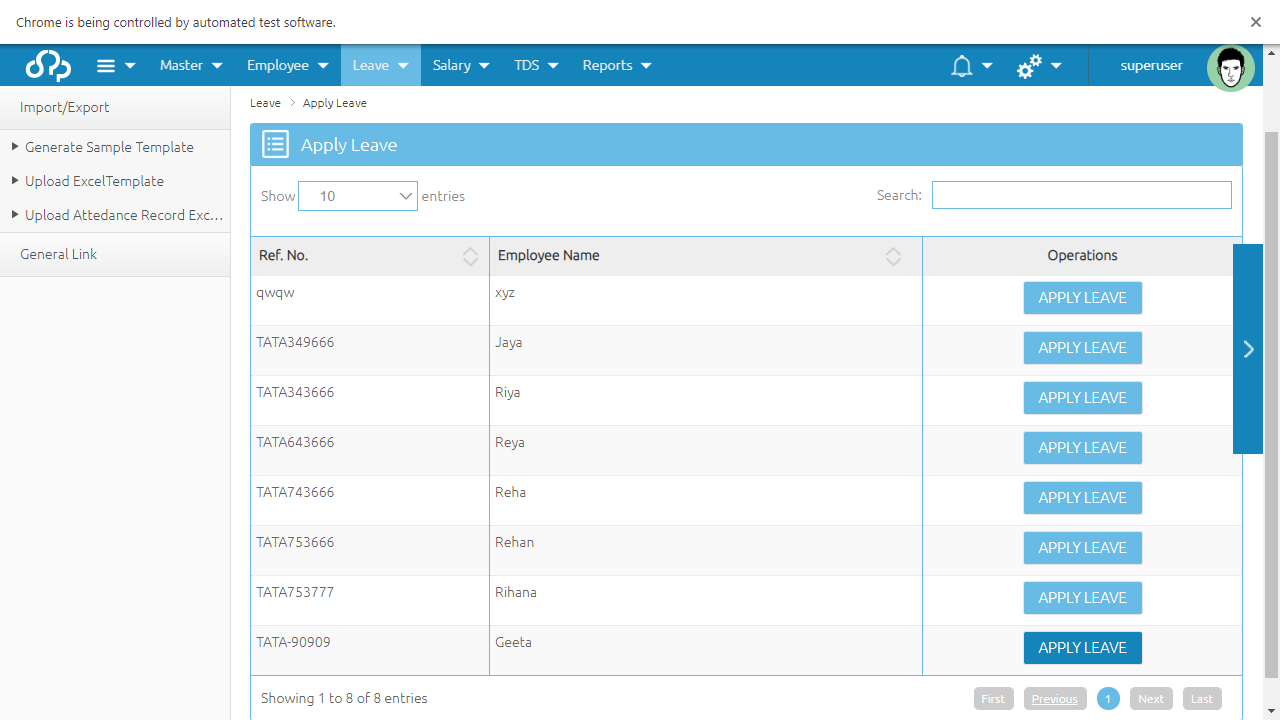 Chrome is being controlled by automated test software.
Master Employee Leave Salary TDS Reports superuser
Import/Export
Generate Sample Template
Upload ExcelTemplate
Upload Attedance Record Exc...
General Link
Leave > Apply Leave
Apply Leave
Show 10 entries Search:
Ref. No. Employee Name Operations
qwqw xyz APPLY LEAVE
TATA349666 Jaya APPLY LEAVE
TATA343666 Riya APPLY LEAVE
TATA643666 Reya APPLY LEAVE
TATA743666 Reha APPLY LEAVE
TATA753666 Rehan APPLY LEAVE
TATA753777 Rihana APPLY LEAVE
TATA-90909 Geeta APPLY LEAVE
Showing 1 to 8 of 8 entries First Previous 1 Next Last